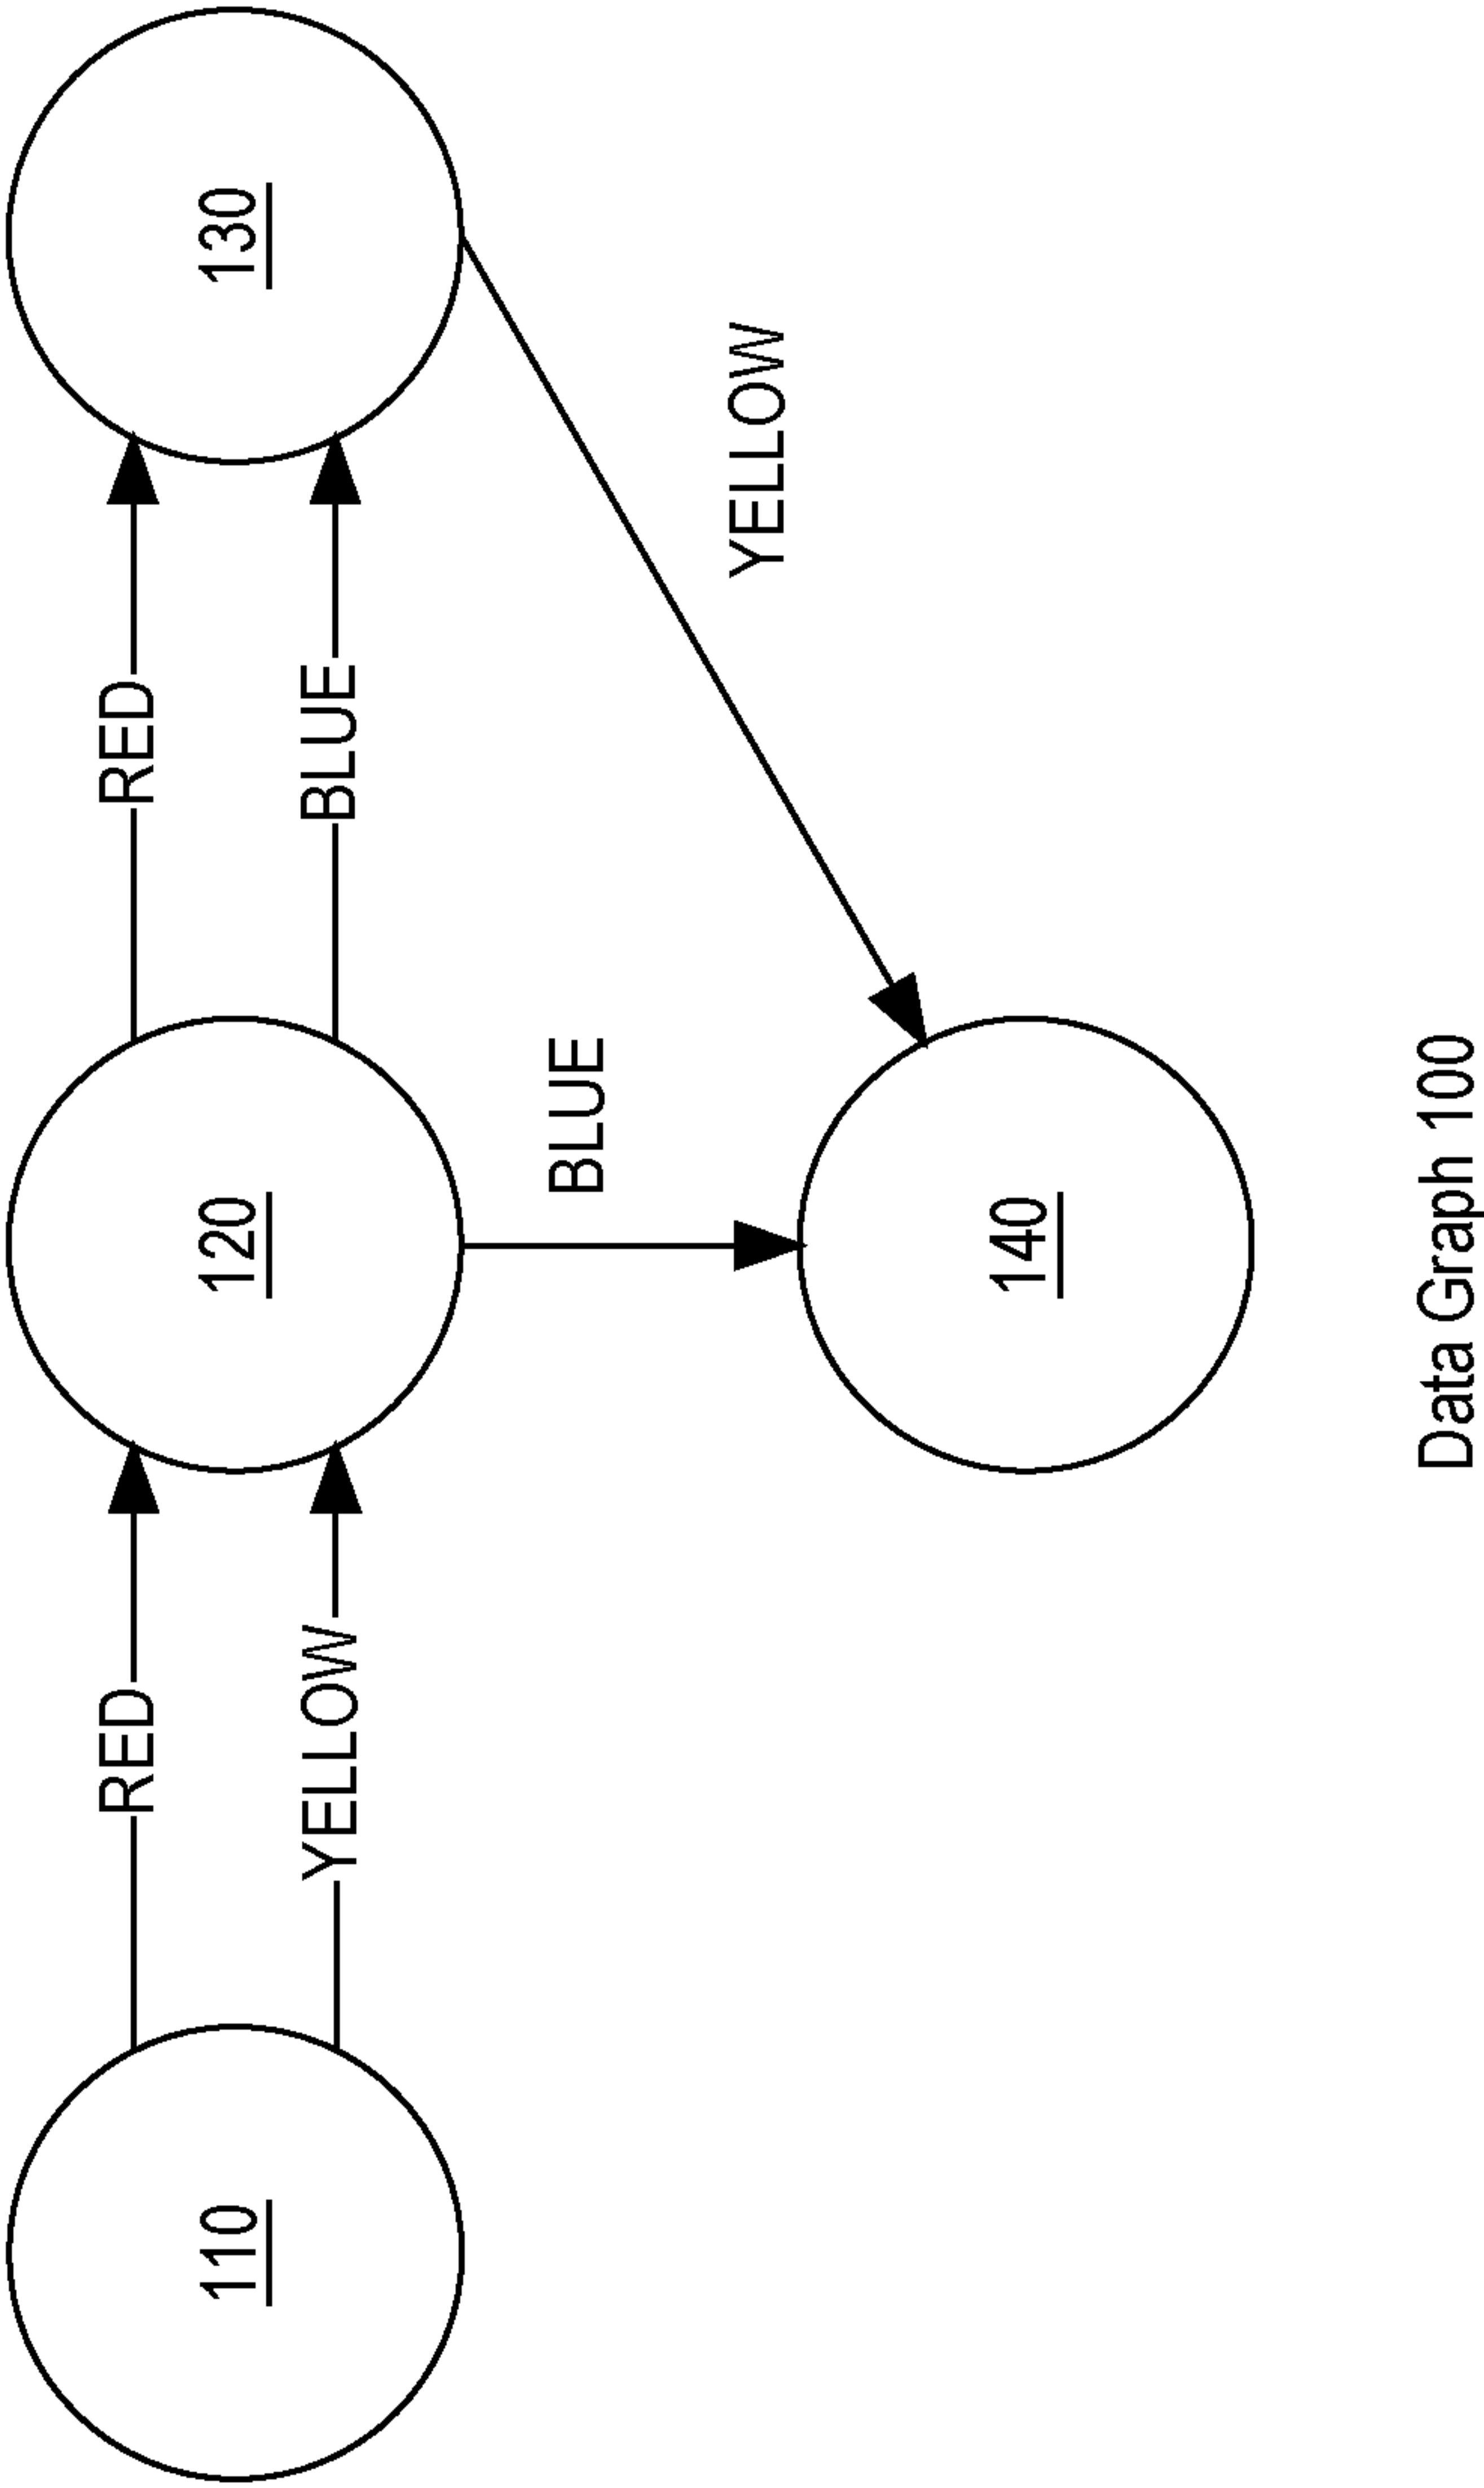 RED
RED
110
120
130
YELLOW
BLUE
BLUE
YELLOW
140
Data Graph 100